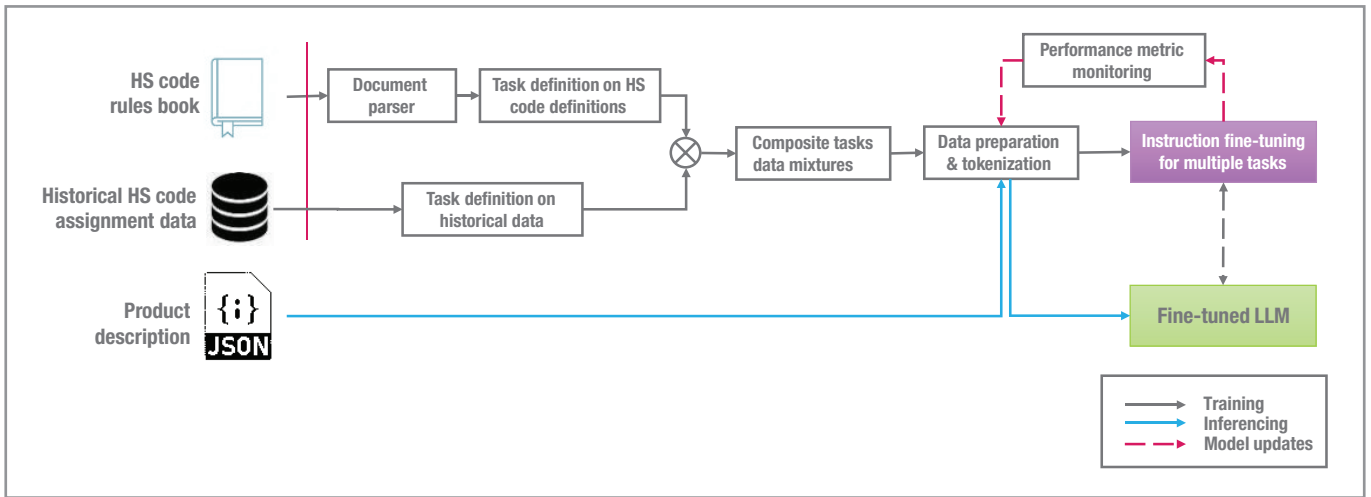 HS code
rules book
Document
parser
Task definition on HS
code definitions
Performance metric
monitoring
Composite tasks
data mixtures
Data preparation
& tokenization
Instruction fine-tuning
for multiple tasks
Historical HS code
assignment data
Task definition on
historical data
Product
description
{;}
JSON
Fine-tuned LLM
Training
Inferencing
Model updates